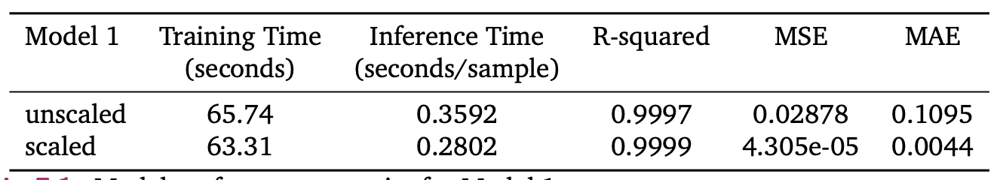 Model 1 Training Time Inference Time R-squared MSE MAE
(seconds) (seconds/sample)
unscaled 65.74 0.3592 0.9997 0.02878 0.1095
scaled 63.31 0.2802 0.9999 4.305e-05 0.0044